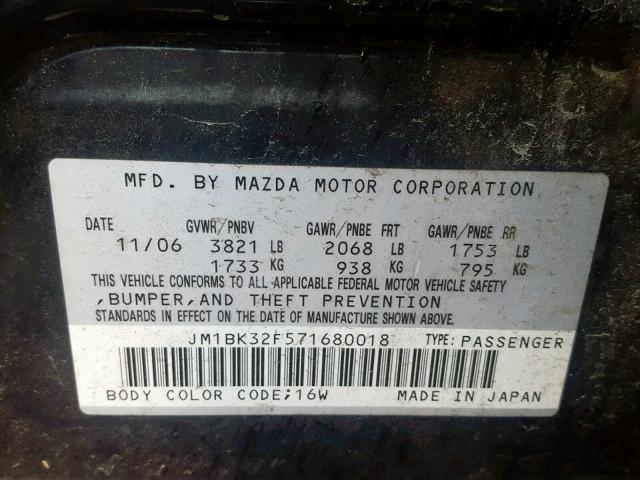 MFD. BY MAZDA MOTOR CORPORATION
DATE GVWR/PNBV GAWR/PNBE FRT GAWR/PNBE RR
11/06 3821 LB 2068 LB 1753 LB
1733 KG 938 KG 795 KG
THIS VEHICLE CONFORMS TO ALL APPLICABLE FEDERAL MOTOR VEHICLE SAFETY
,BUMPER,AND THEFT PREVENTION
STANDARDS IN EFFECT ON THE DATE OF MANUFACTURE SHOWN ABOVE.
JM1BK32F571680018 TYPE: PASSENGER
BODY COLOR CODE;16W MADE IN JAPAN